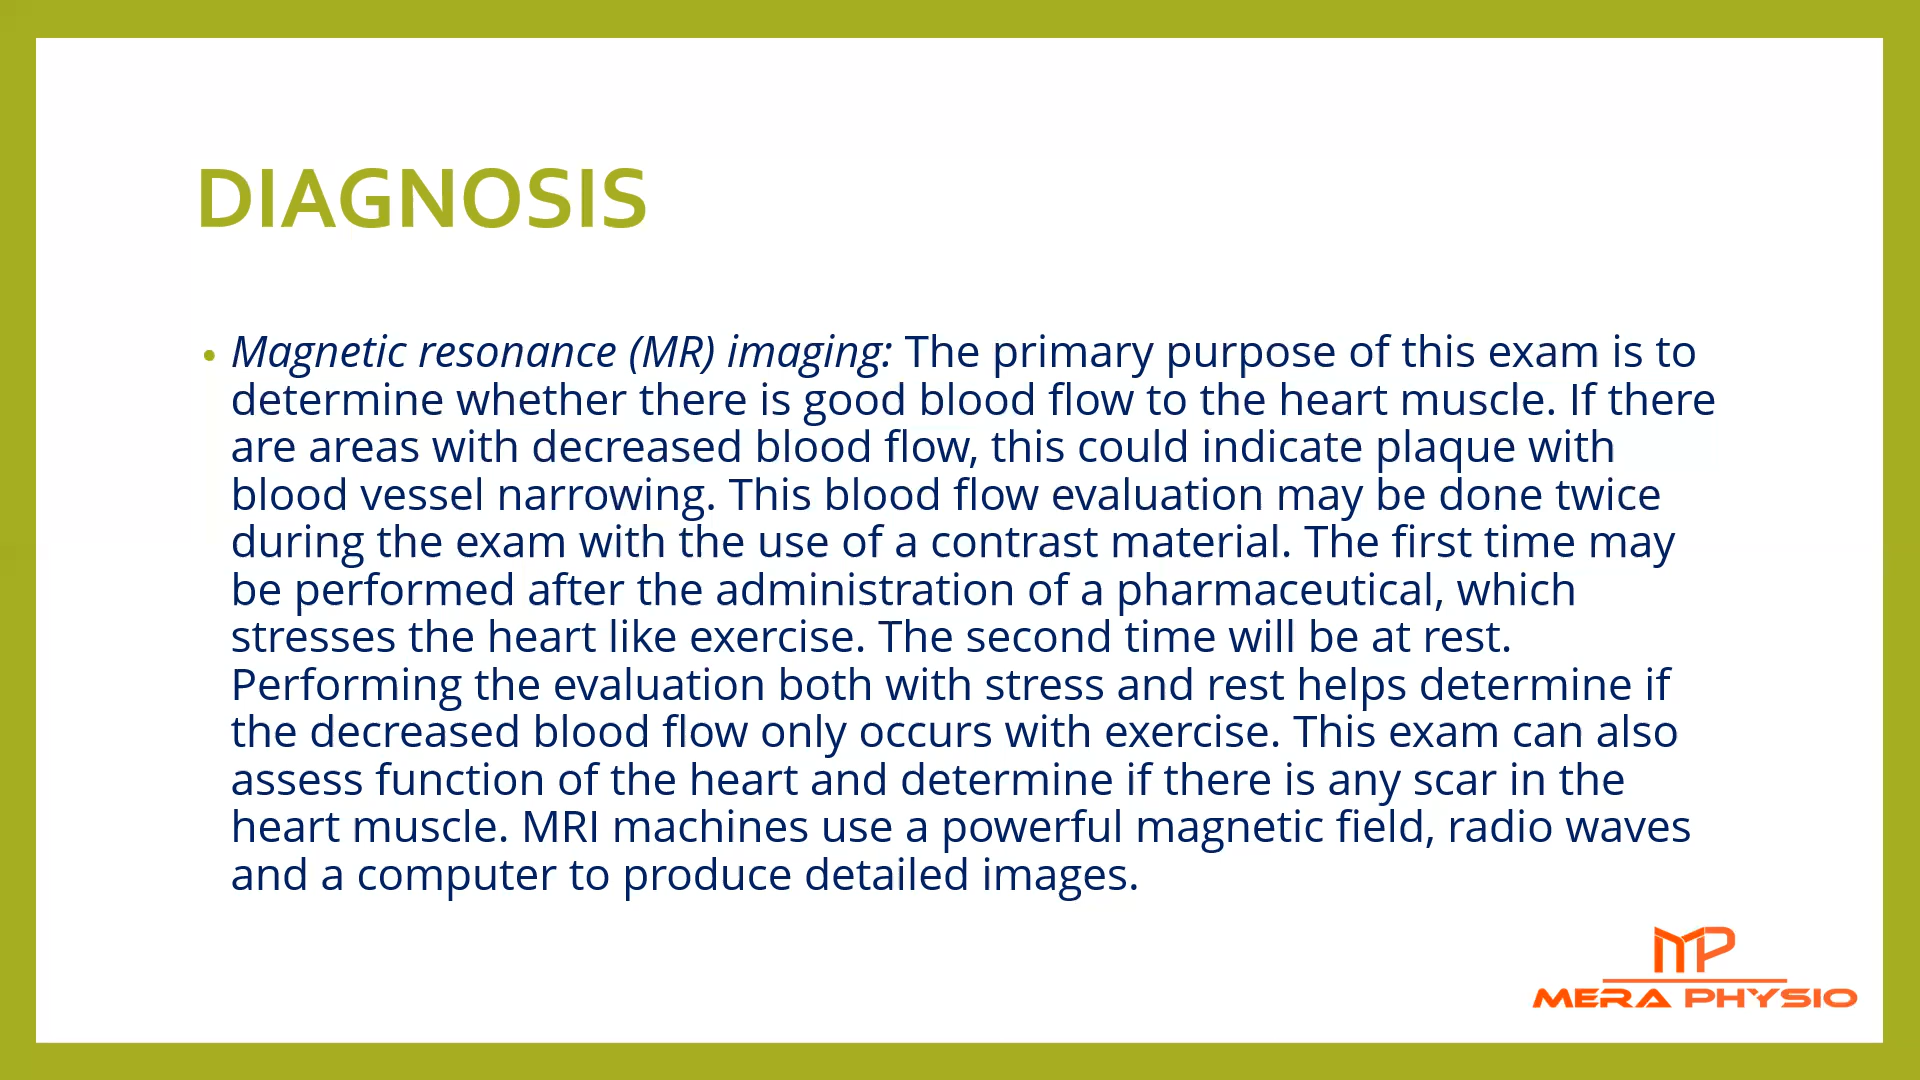 DIAGNOSIS
• Magnetic resonance (MR) imaging: The primary purpose of this exam is to
determine whether there is good blood flow to the heart muscle. If there
are areas with decreased blood flow, this could indicate plaque with
blood vessel narrowing. This blood flow evaluation may be done twice
during the exam with the use of a contrast material. The first time may
be performed after the administration of a pharmaceutical, which
stresses the heart like exercise. The second time will be at rest.
Performing the evaluation both with stress and rest helps determine if
the decreased blood flow only occurs with exercise. This exam can also
assess function of the heart and determine if there is any scar in the
heart muscle. MRI machines use a powerful magnetic field, radio waves
and a computer to produce detailed images.
MP
MERA PHYSIO